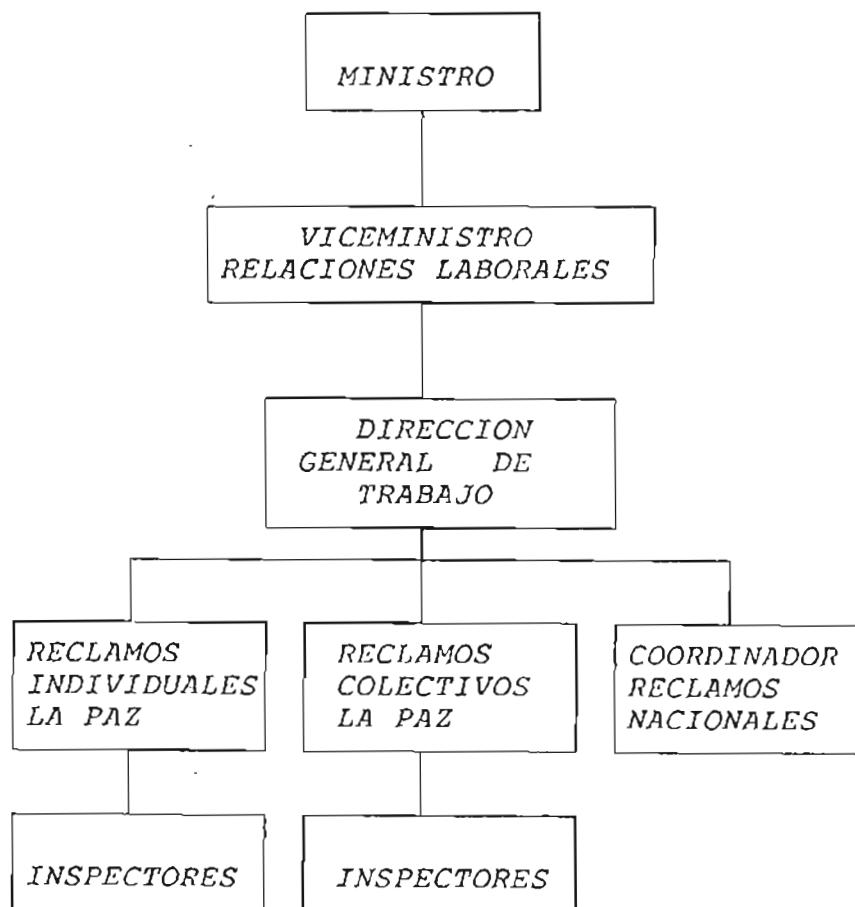 MINISTRO
VICEMINISTRO
RELACIONES LABORALES
DIRECCION
GENERAL DE
TRABAJO
RECLAMOS
INDIVIDUALES
LA PAZ
RECLAMOS
COLECTIVOS
LA PAZ
COORDINADOR
RECLAMOS
NACIONALES
INSPECTORES
INSPECTORES